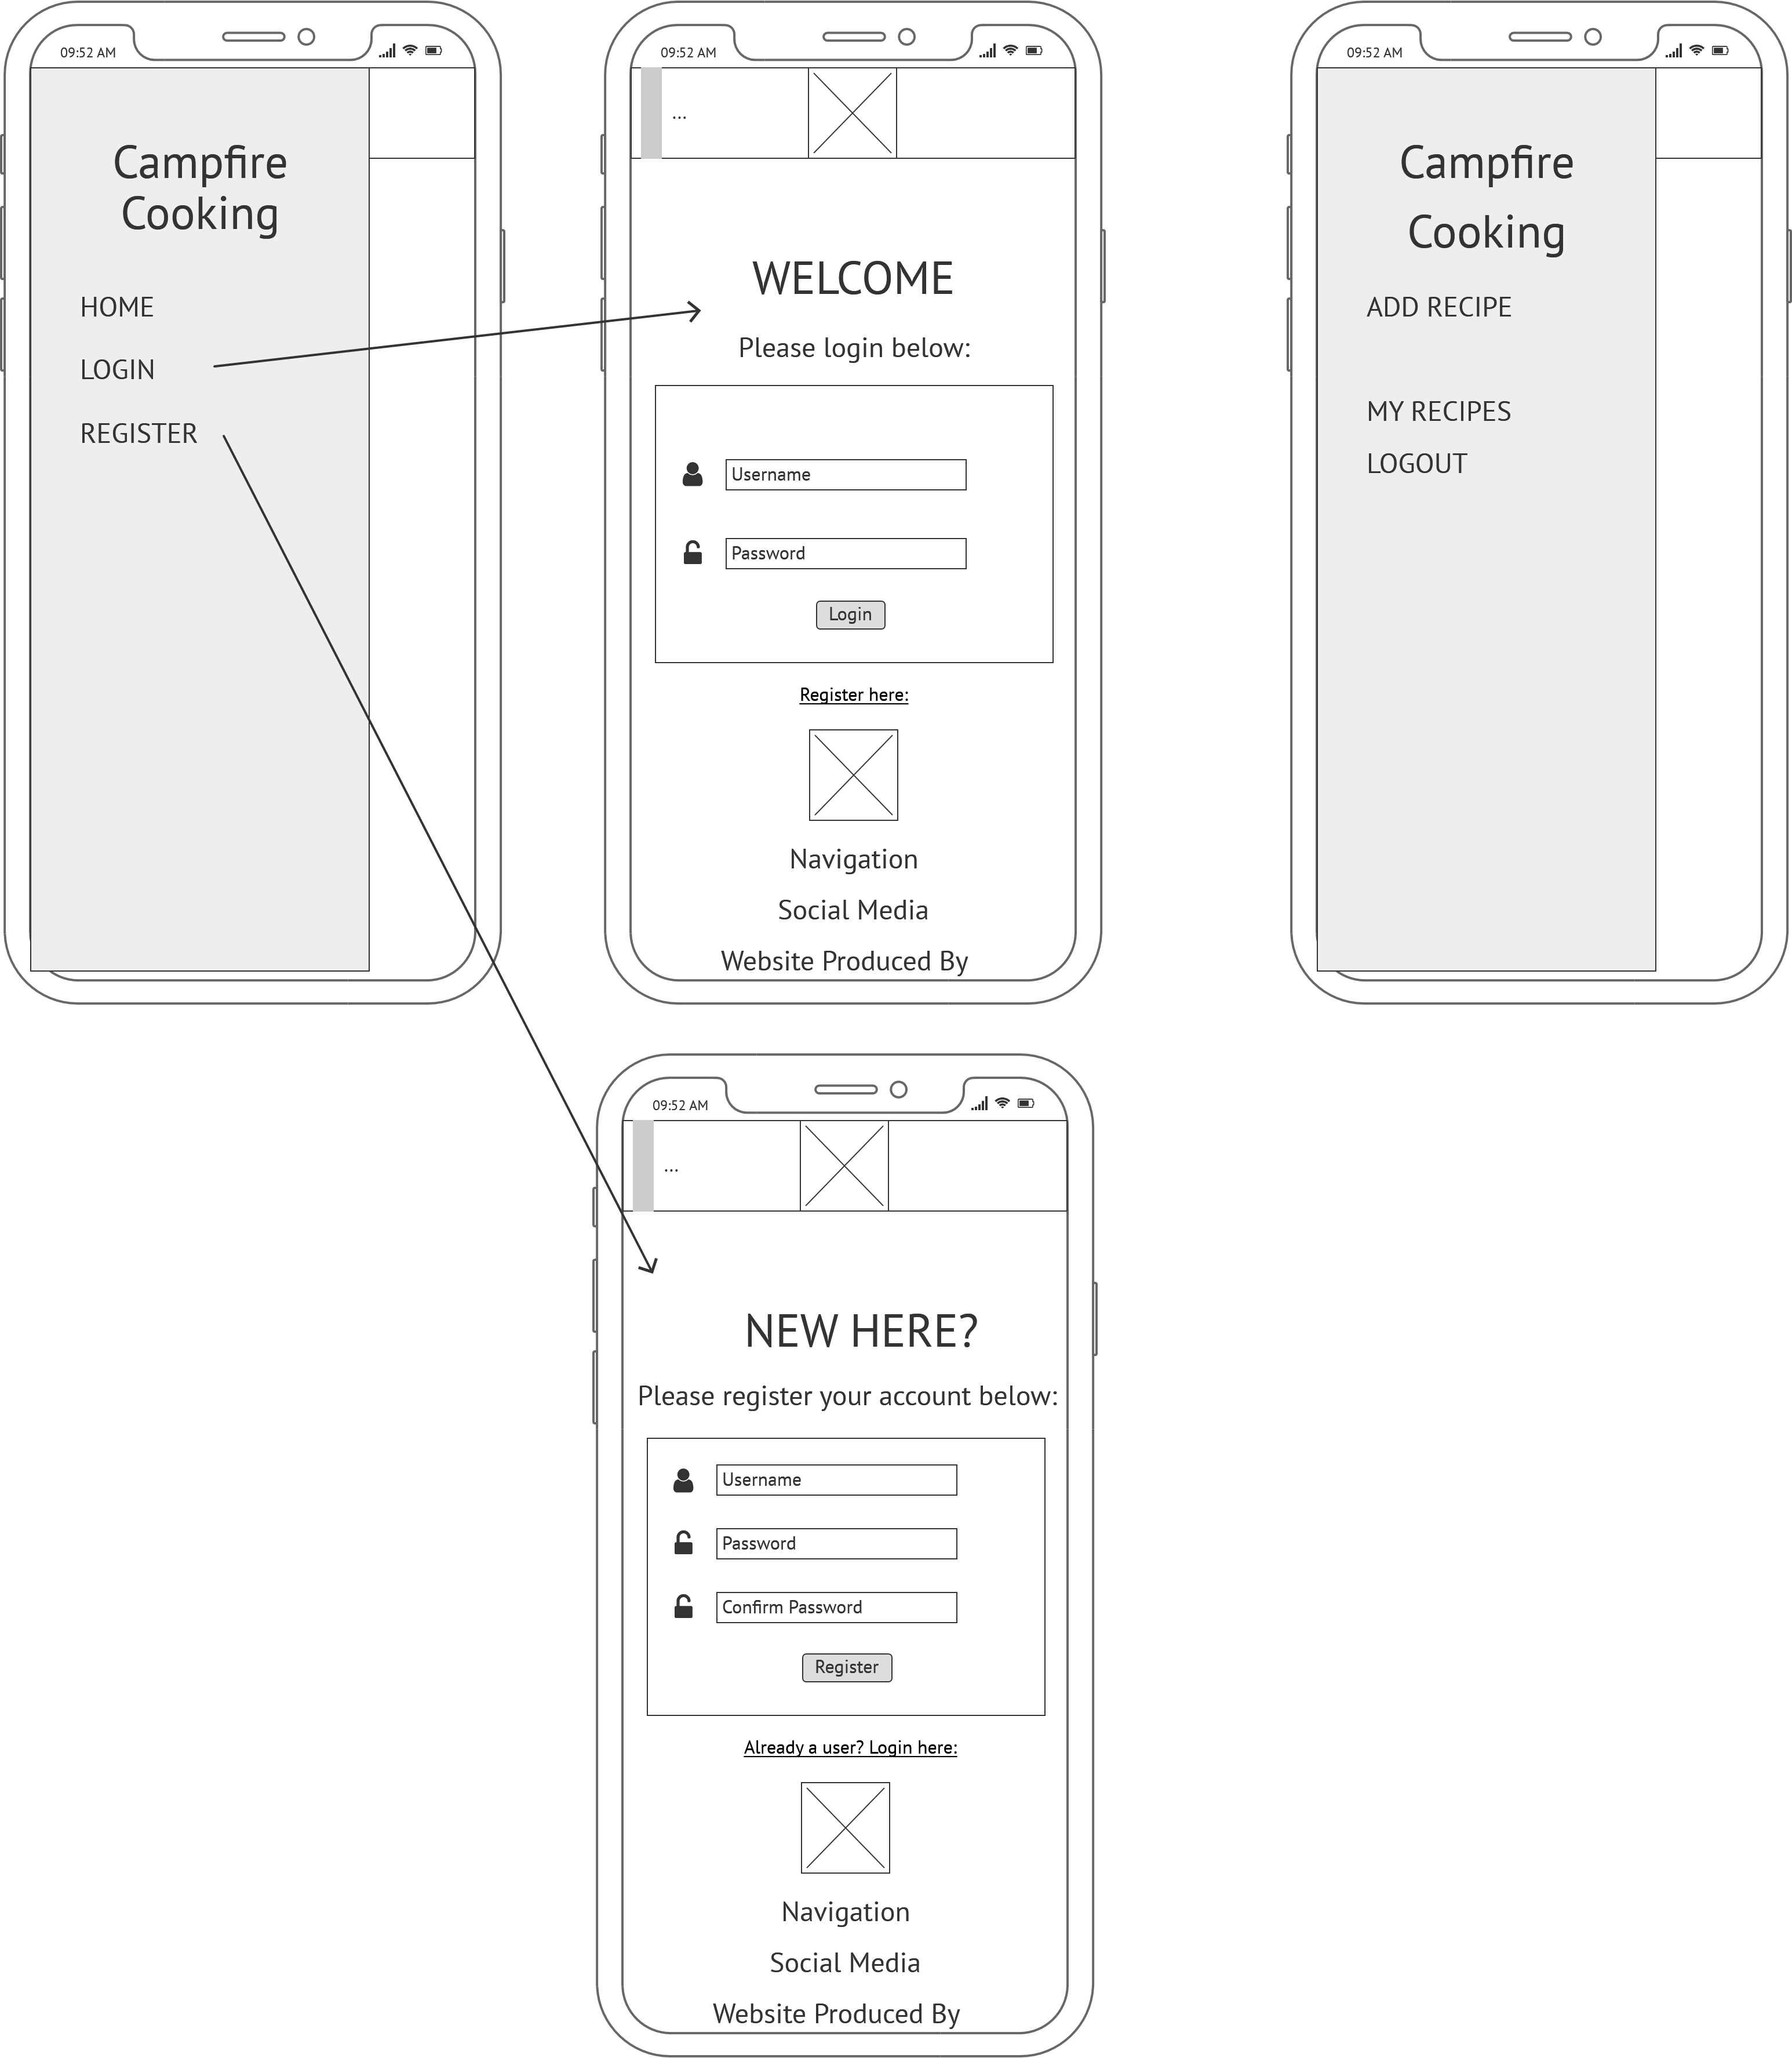 09:52 AM
Campfire
Cooking
HOME
LOGIN
REGISTER
09:52 AM
...
WELCOME
Please login below:
Username
Password
Login
Register here:
Navigation
Social Media
Website Produced By
09:52 AM
Campfire
Cooking
ADD RECIPE
MY RECIPES
LOGOUT
09:52 AM
...
NEW HERE?
Please register your account below:
Username
Password
Confirm Password
Register
Already a user? Login here:
Navigation
Social Media
Website Produced By